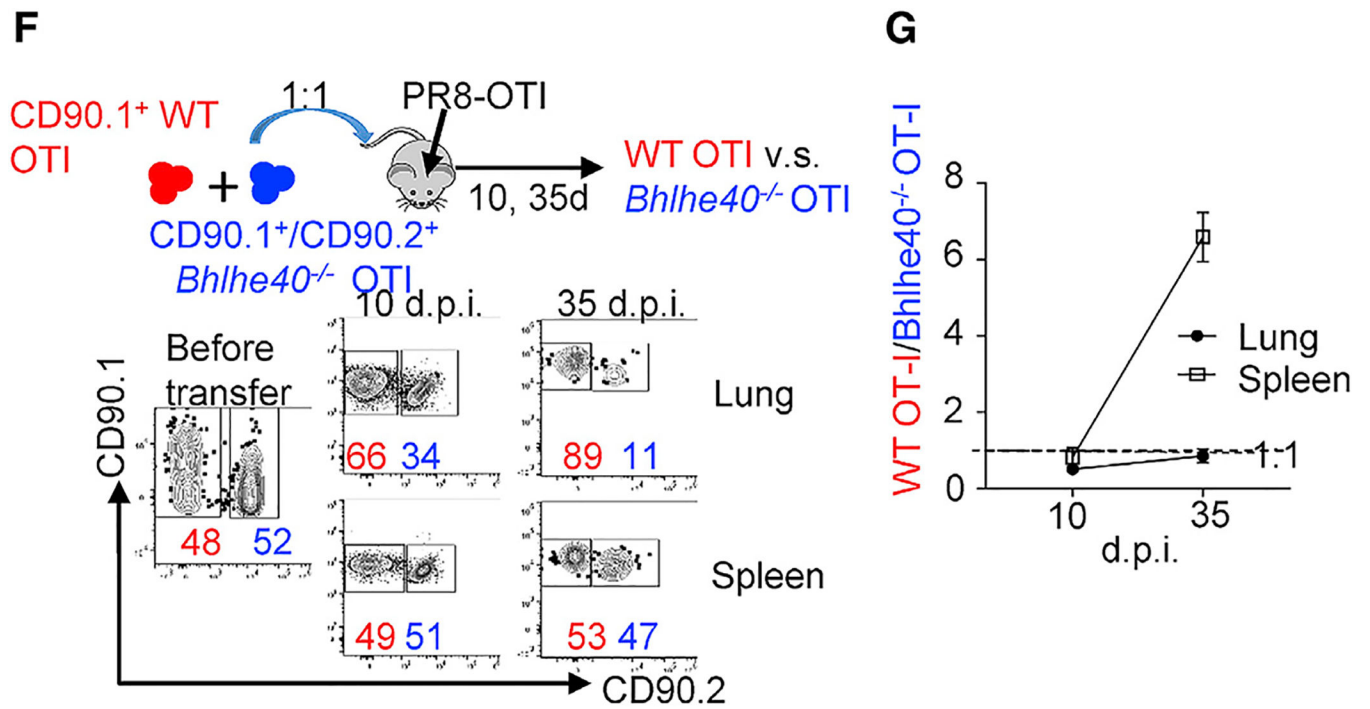 F
G
1:1
PR8-OTI
CD90.1+ WT
OTI
+
WT OTI v.s.
Bhlhe40-/- OTI
10, 35d
CD90.1+/CD90.2+
Bhlhe40-/- OTI
10 d.p.i.
35 d.p.i.
Before
transfer
CD90.1
Lung
66 34
89 11
48 52
Spleen
49 51
53 47
CD90.2
WT OT-I/Bhlhe40-/- OT-I
8
6
4
2
0
Lung
Spleen
1:1
10
35
d.p.i.